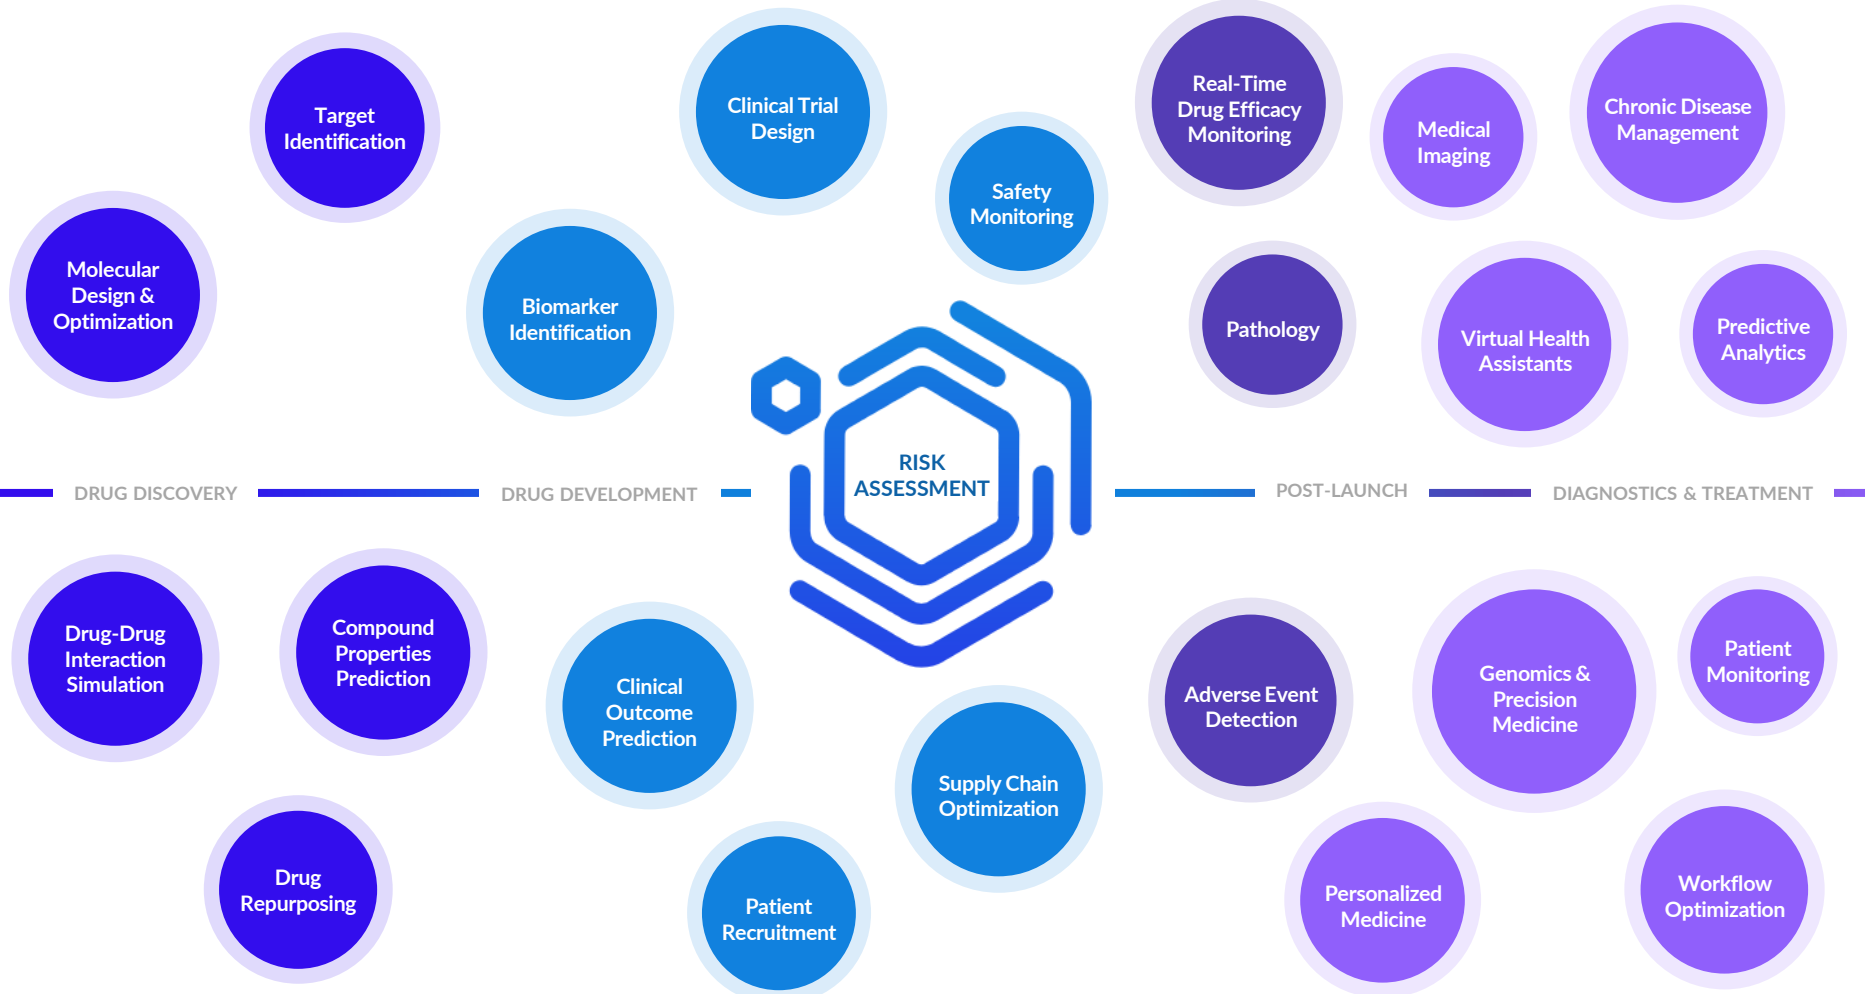 Target
Identification
Molecular
Design &
Optimization
Clinical Trial
Design
Biomarker
Identification
Safety
Monitoring
Real-Time
Drug Efficacy
Monitoring
Medical
Imaging
Chronic Disease
Management
Pathology
Virtual Health
Assistants
Predictive
Analytics
DRUG DISCOVERY
DRUG DEVELOPMENT
RISK
ASSESSMENT
POST-LAUNCH
DIAGNOSTICS & TREATMENT
Drug-Drug
Interaction
Simulation
Compound
Properties
Prediction
Drug
Repurposing
Clinical
Outcome
Prediction
Supply Chain
Optimization
Patient
Recruitment
Adverse Event
Detection
Genomics &
Precision
Medicine
Patient
Monitoring
Personalized
Medicine
Workflow
Optimization